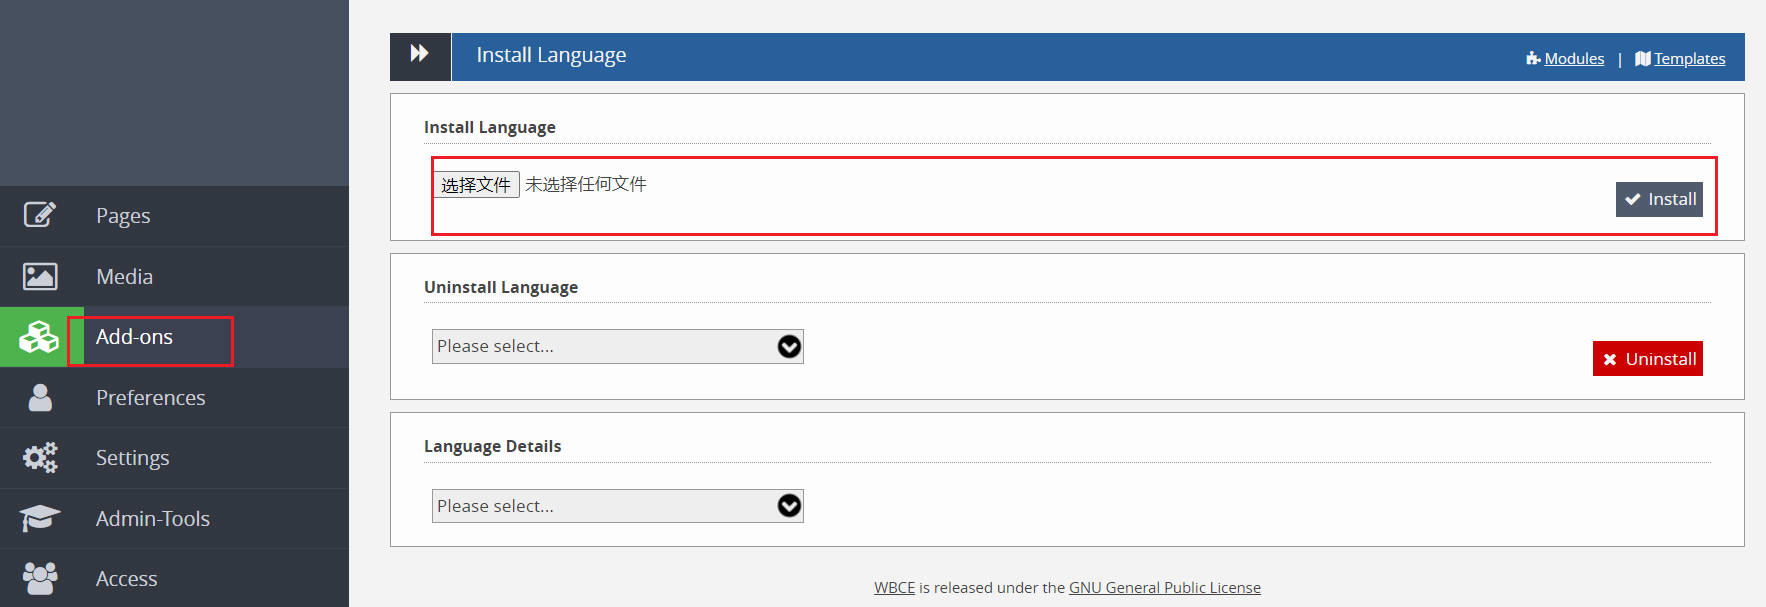 Install Language
Modules | Templates
Install Language
选择文件 未选择任何文件
Install
Pages
Media
Add-ons
Preferences
Settings
Admin-Tools
Access
Uninstall Language
Please select...
Uninstall
Language Details
Please select...
WBCE is released under the GNU General Public License